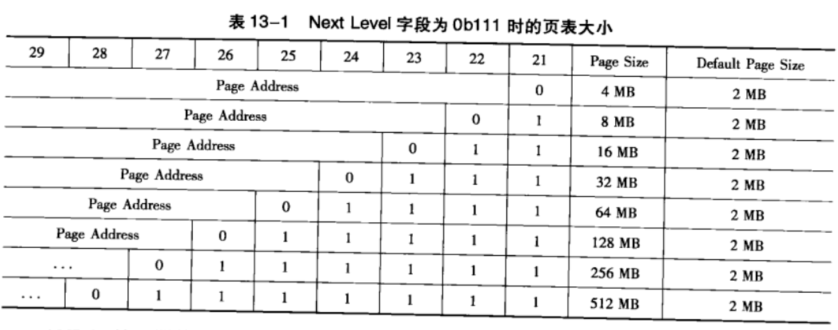 表 13-1 Next Level 字段为 0b111 时的页表大小
29 28 27 26 25 24 23 22 21 Page Size Default Page Size
Page Address 0 4 MB 2 MB
Page Address 0 1 8 MB 2 MB
Page Address 0 1 1 16 MB 2 MB
Page Address 0 1 1 1 32 MB 2 MB
Page Address 0 1 1 1 1 64 MB 2 MB
Page Address 0 1 1 1 1 1 128 MB 2 MB
... 0 1 1 1 1 1 1 256 MB 2 MB
... 0 1 1 1 1 1 1 1 512 MB 2 MB